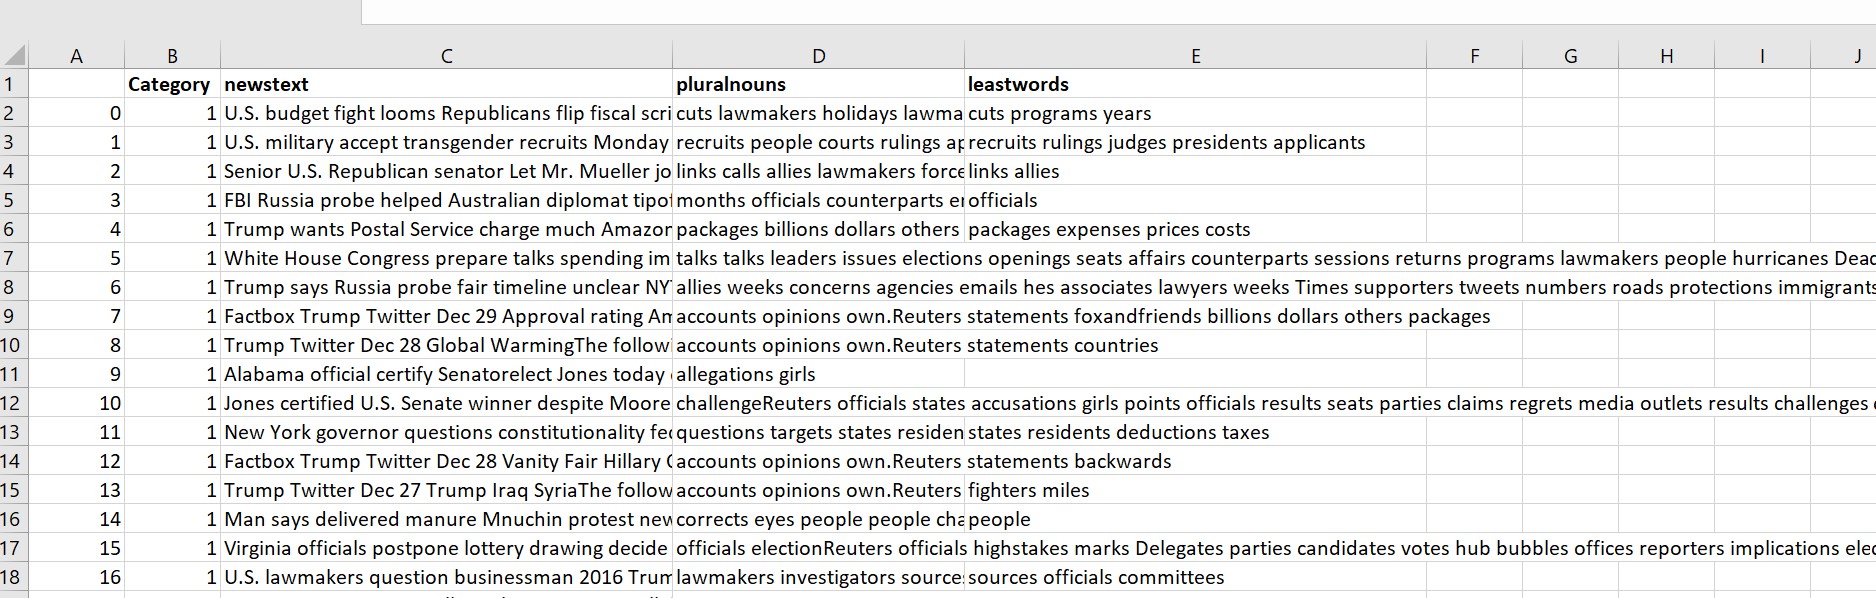 A B C D E F G H I J
1 Category newstext pluralnouns leastwords
2 0 1 U.S. budget fight looms Republicans flip fiscal scri cuts lawmakers holidays lawma cuts programs years
3 1 1 U.S. military accept transgender recruits Monday recruits people courts rulings ap recruits rulings judges presidents applicants
4 2 1 Senior U.S. Republican senator Let Mr. Mueller jo links calls allies lawmakers force links allies
5 3 1 FBI Russia probe helped Australian diplomat tipof months officials counterparts er officials
6 4 1 Trump wants Postal Service charge much Amazon packages billions dollars others packages expenses prices costs
7 5 1 White House Congress prepare talks spending im talks talks leaders issues elections openings seats affairs counterparts sessions returns programs lawmakers people hurricanes Deac
8 6 1 Trump says Russia probe fair timeline unclear NY allies weeks concerns agencies emails hes associates lawyers weeks Times supporters tweets numbers roads protections immigrants
9 7 1 Factbox Trump Twitter Dec 29 Approval rating Am accounts opinions own.Reuters statements foxandfriends billions dollars others packages
10 8 1 Trump Twitter Dec 28 Global WarmingThe followi accounts opinions own.Reuters statements countries
11 9 1 Alabama official certify Senatorelect Jones today allegations girls
12 10 1 Jones certified U.S. Senate winner despite Moore challengeReuters officials states accusations girls points officials results seats parties claims regrets media outlets results challenges
13 11 1 New York governor questions constitutionality fed questions targets states residen states residents deductions taxes
14 12 1 Factbox Trump Twitter Dec 28 Vanity Fair Hillary C accounts opinions own.Reuters statements backwards
15 13 1 Trump Twitter Dec 27 Trump Iraq SyriaThe follow accounts opinions own.Reuters fighters miles
16 14 1 Man says delivered manure Mnuchin protest new corrects eyes people people cha people
17 15 1 Virginia officials postpone lottery drawing decide officials electionReuters officials highstakes marks Delegates parties candidates votes hub bubbles offices reporters implications elec
18 16 1 U.S. lawmakers question businessman 2016 Trum lawmakers investigators source sources officials committees